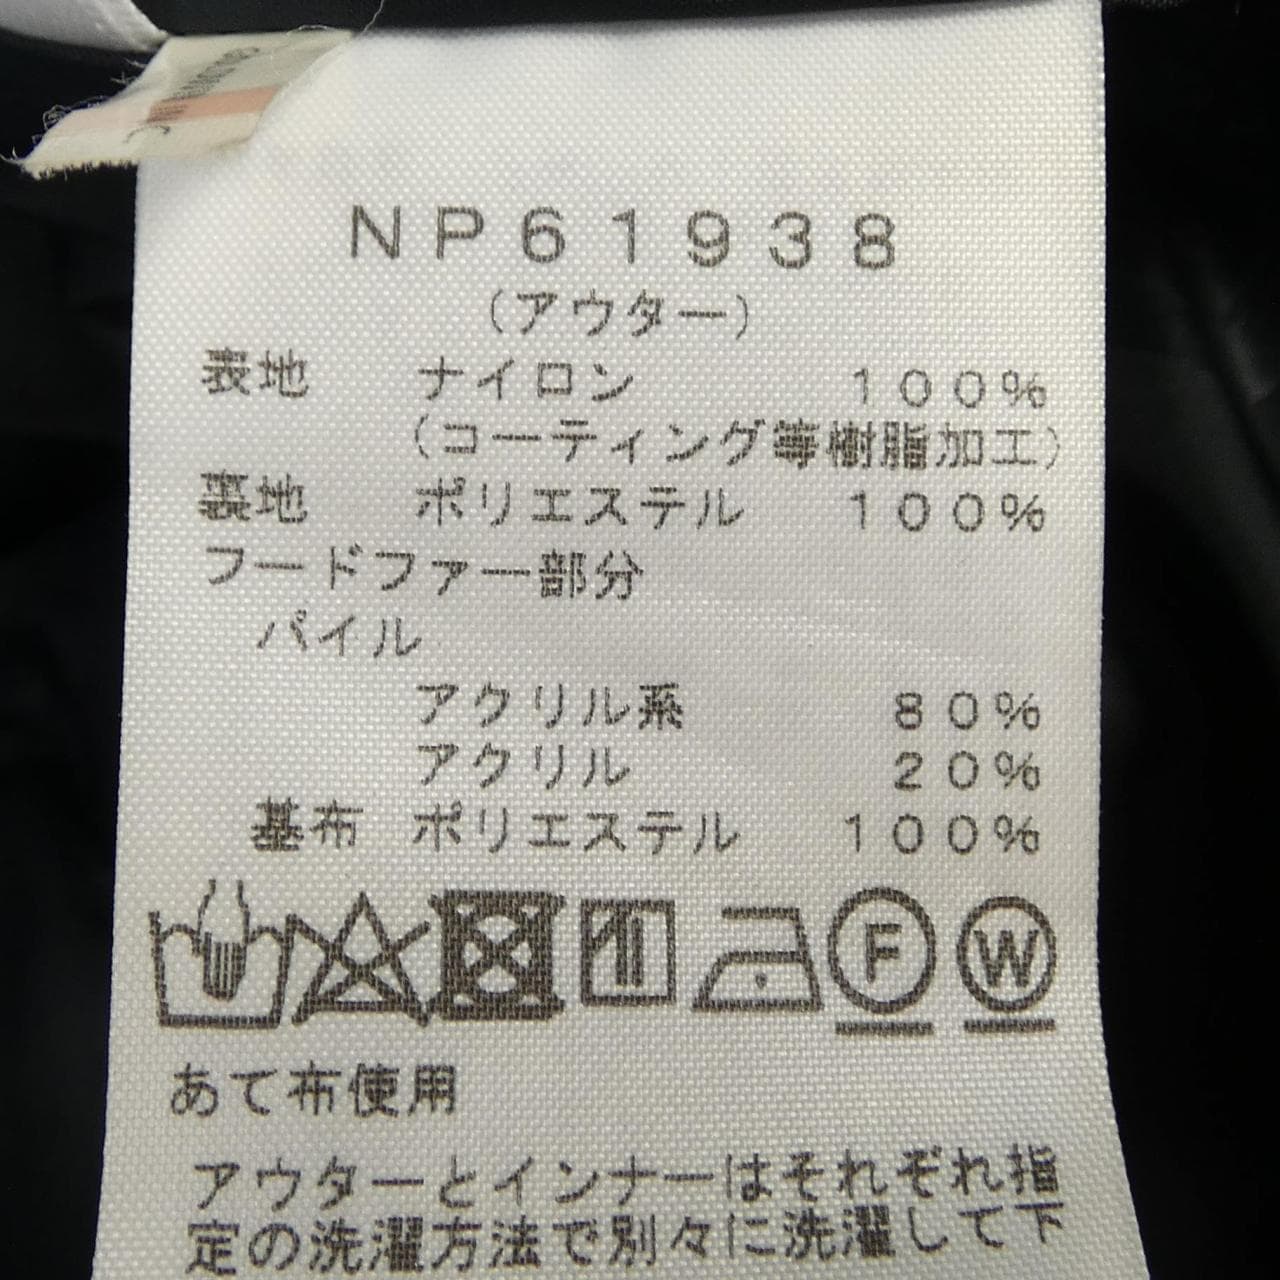 GOLDWIN INC
NP61938
(アウター)
表地 ナイロン 100%
(コーティング等樹脂加工)
裏地 ポリエステル 100%
フードファー部分
パイル
アクリル系 80%
アクリル 20%
基布 ポリエステル 100%
F W
あて布使用
アウターとインナーはそれぞれ指
定の洗濯方法で別々に洗濯して下